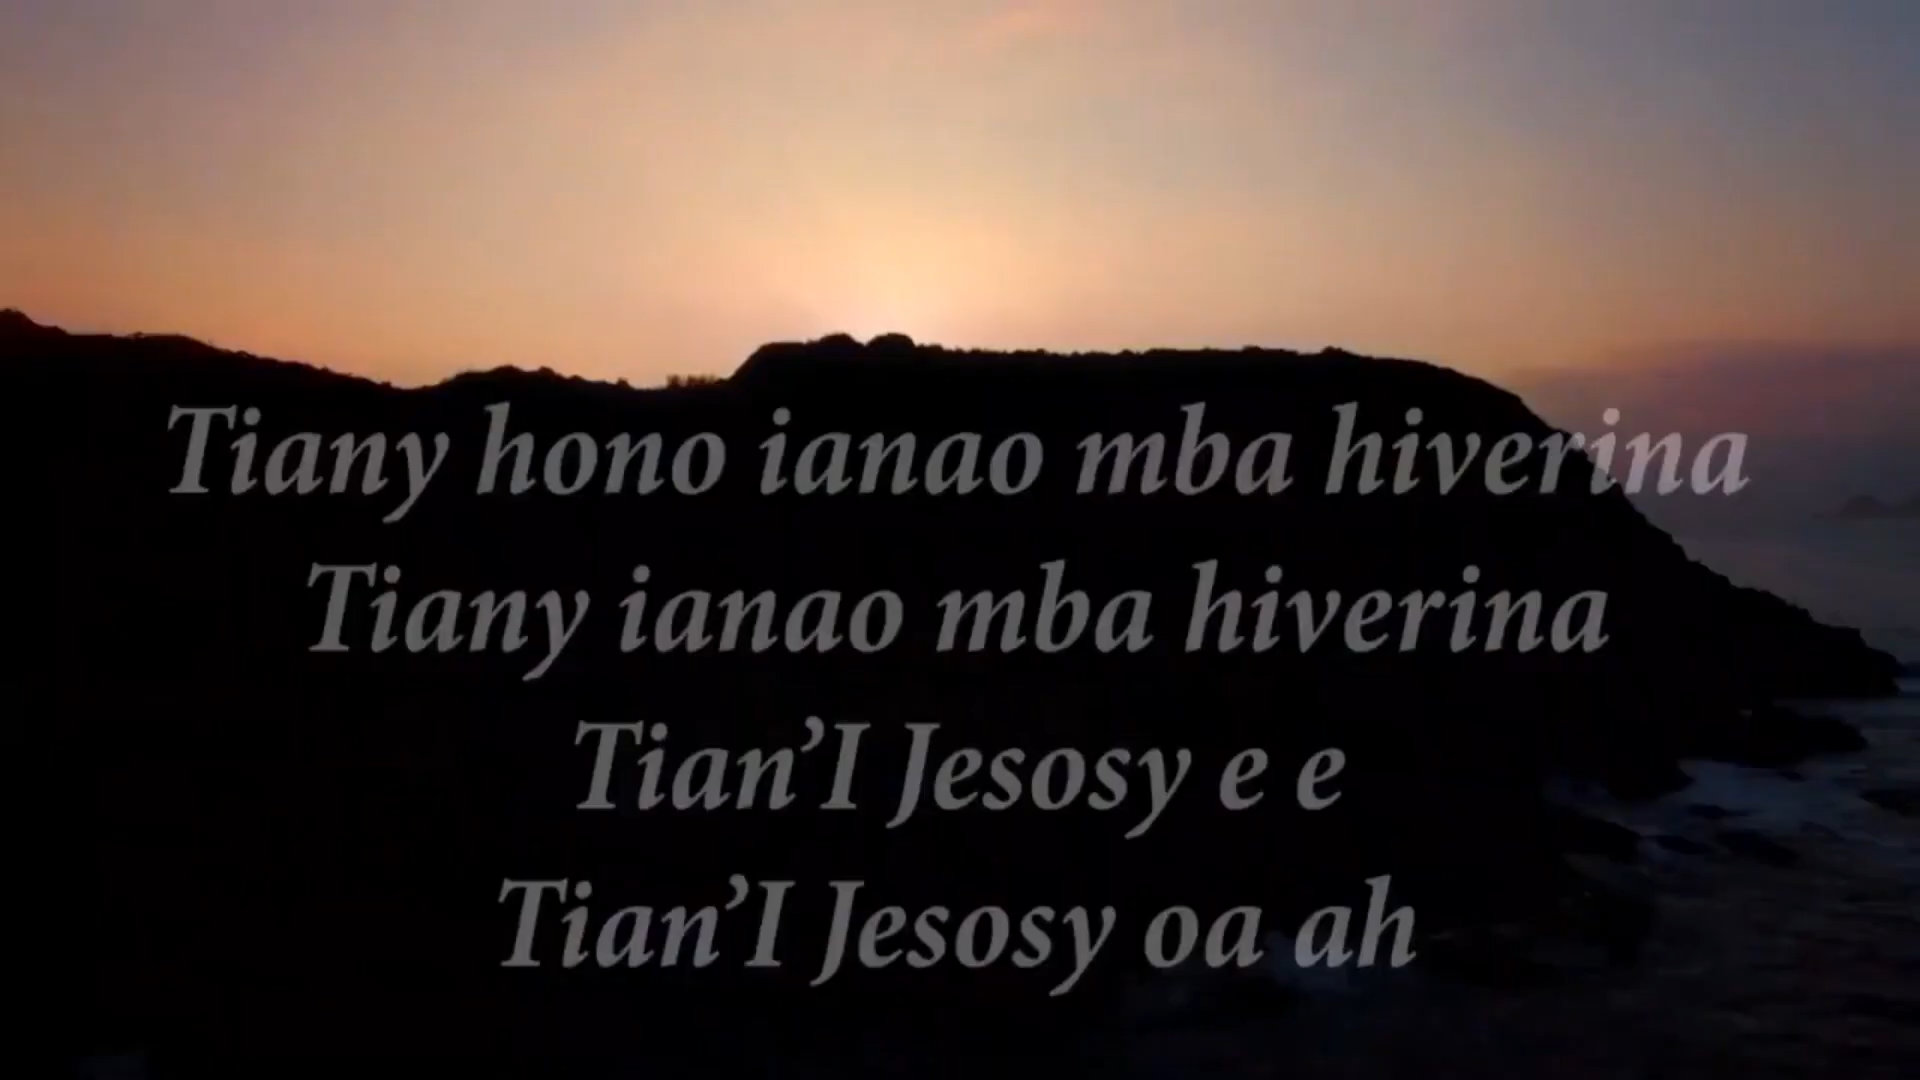 Tiany hono ianao mba hiverina
Tiany ianao mba hiverina
Tian’I Jesosy e e
Tian’I Jesosy oa ah